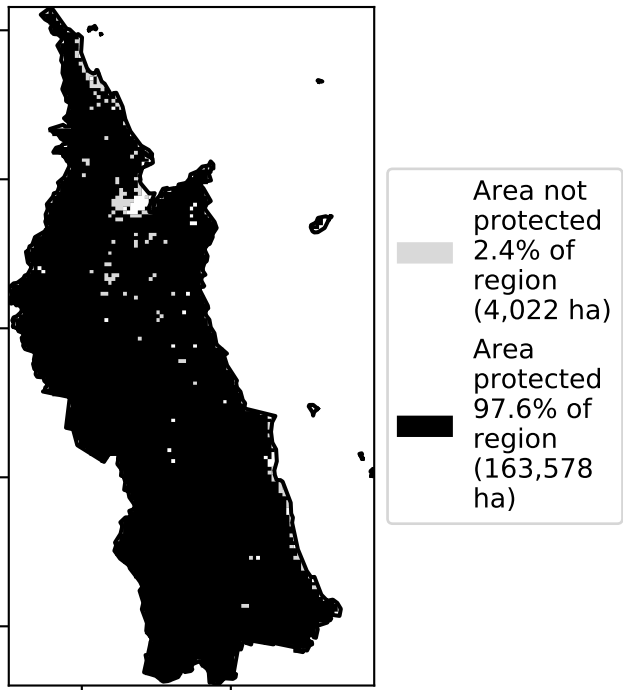 Area not
protected
2.4% of
region
(4,022 ha)
Area
protected
97.6% of
region
(163,578
ha)